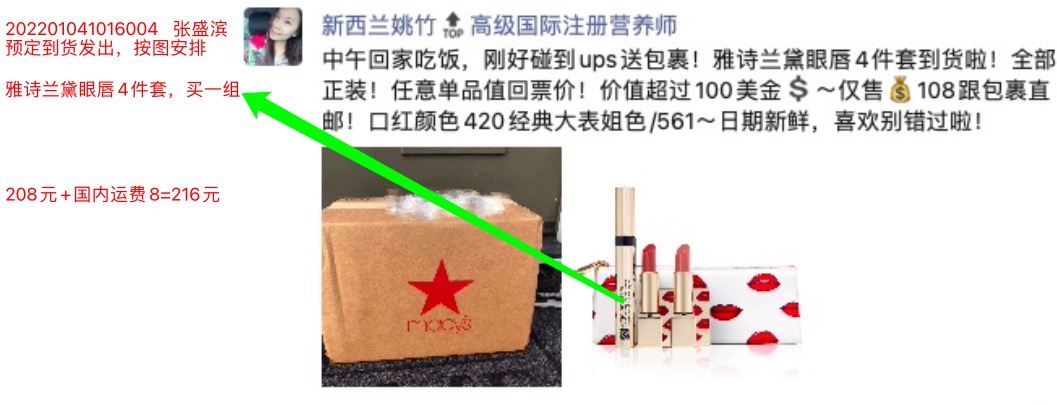 202201041016004 张盛滨
预定到货发出，按图安排
雅诗兰黛眼唇4件套，买一组
208元+国内运费8=216元
新西兰姚竹TOP高级国际注册营养师
中午回家吃饭，刚好碰到ups送包裹！雅诗兰黛眼唇4件套到货啦！全部
正装！任意单品值回票价！价值超过100美金💲～仅售💰108跟包裹直
邮！口红颜色420经典大表姐色/561～日期新鲜，喜欢别错过啦！
macy's